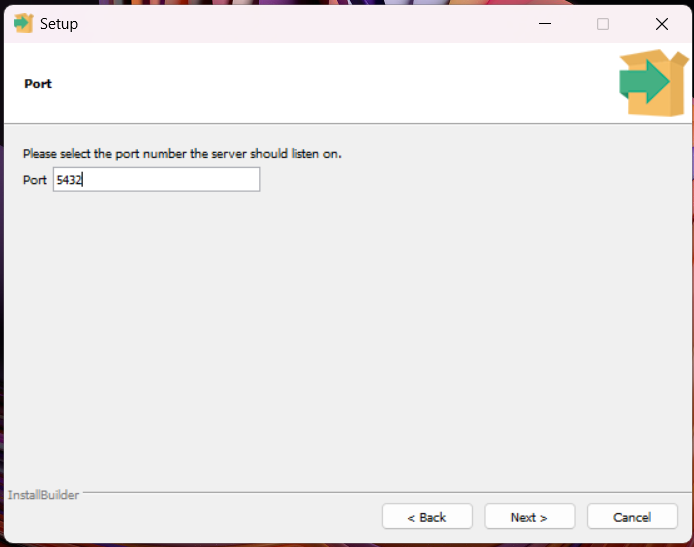 Setup
Port
Please select the port number the server should listen on.
Port 5432
InstallBuilder
< Back Next > Cancel